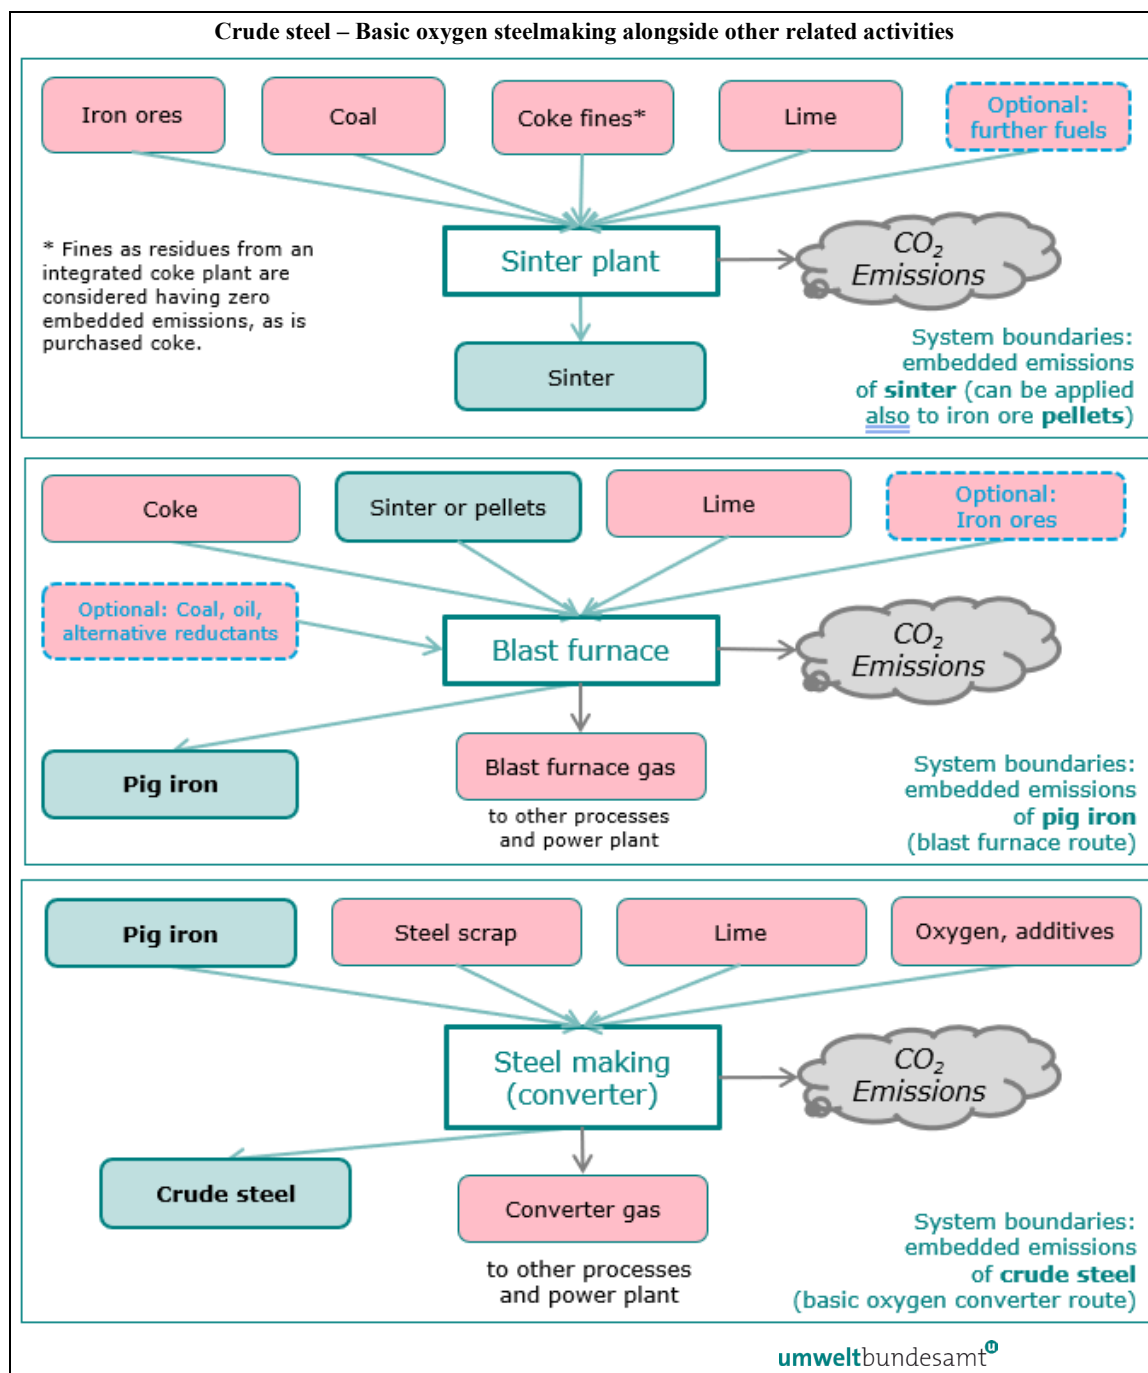 Crude steel – Basic oxygen steelmaking alongside other related activities
Iron ores
Coal
Coke fines*
Lime
Optional:
further fuels
* Fines as residues from an
integrated coke plant are
considered having zero
embedded emissions, as is
purchased coke.
Sinter plant
CO₂
Emissions
Sinter
System boundaries:
embedded emissions
of sinter (can be applied
also to iron ore pellets)
Coke
Sinter or pellets
Lime
Optional:
Iron ores
Optional: Coal, oil,
alternative reductants
Blast furnace
CO₂
Emissions
Pig iron
Blast furnace gas
to other processes
and power plant
System boundaries:
embedded emissions
of pig iron
(blast furnace route)
Pig iron
Steel scrap
Lime
Oxygen, additives
Steel making
(converter)
CO₂
Emissions
Crude steel
Converter gas
to other processes
and power plant
System boundaries:
embedded emissions
of crude steel
(basic oxygen converter route)
umweltbundesamt u